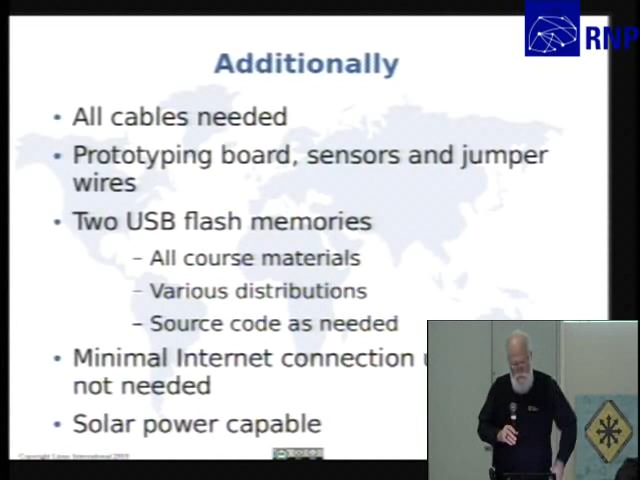 RNP
Additionally
• All cables needed
• Prototyping board, sensors and jumper
wires
• Two USB flash memories
– All course materials
– Various distributions
– Source code as needed
• Minimal Internet connection
not needed
• Solar power capable
Copyright Linux International 2010